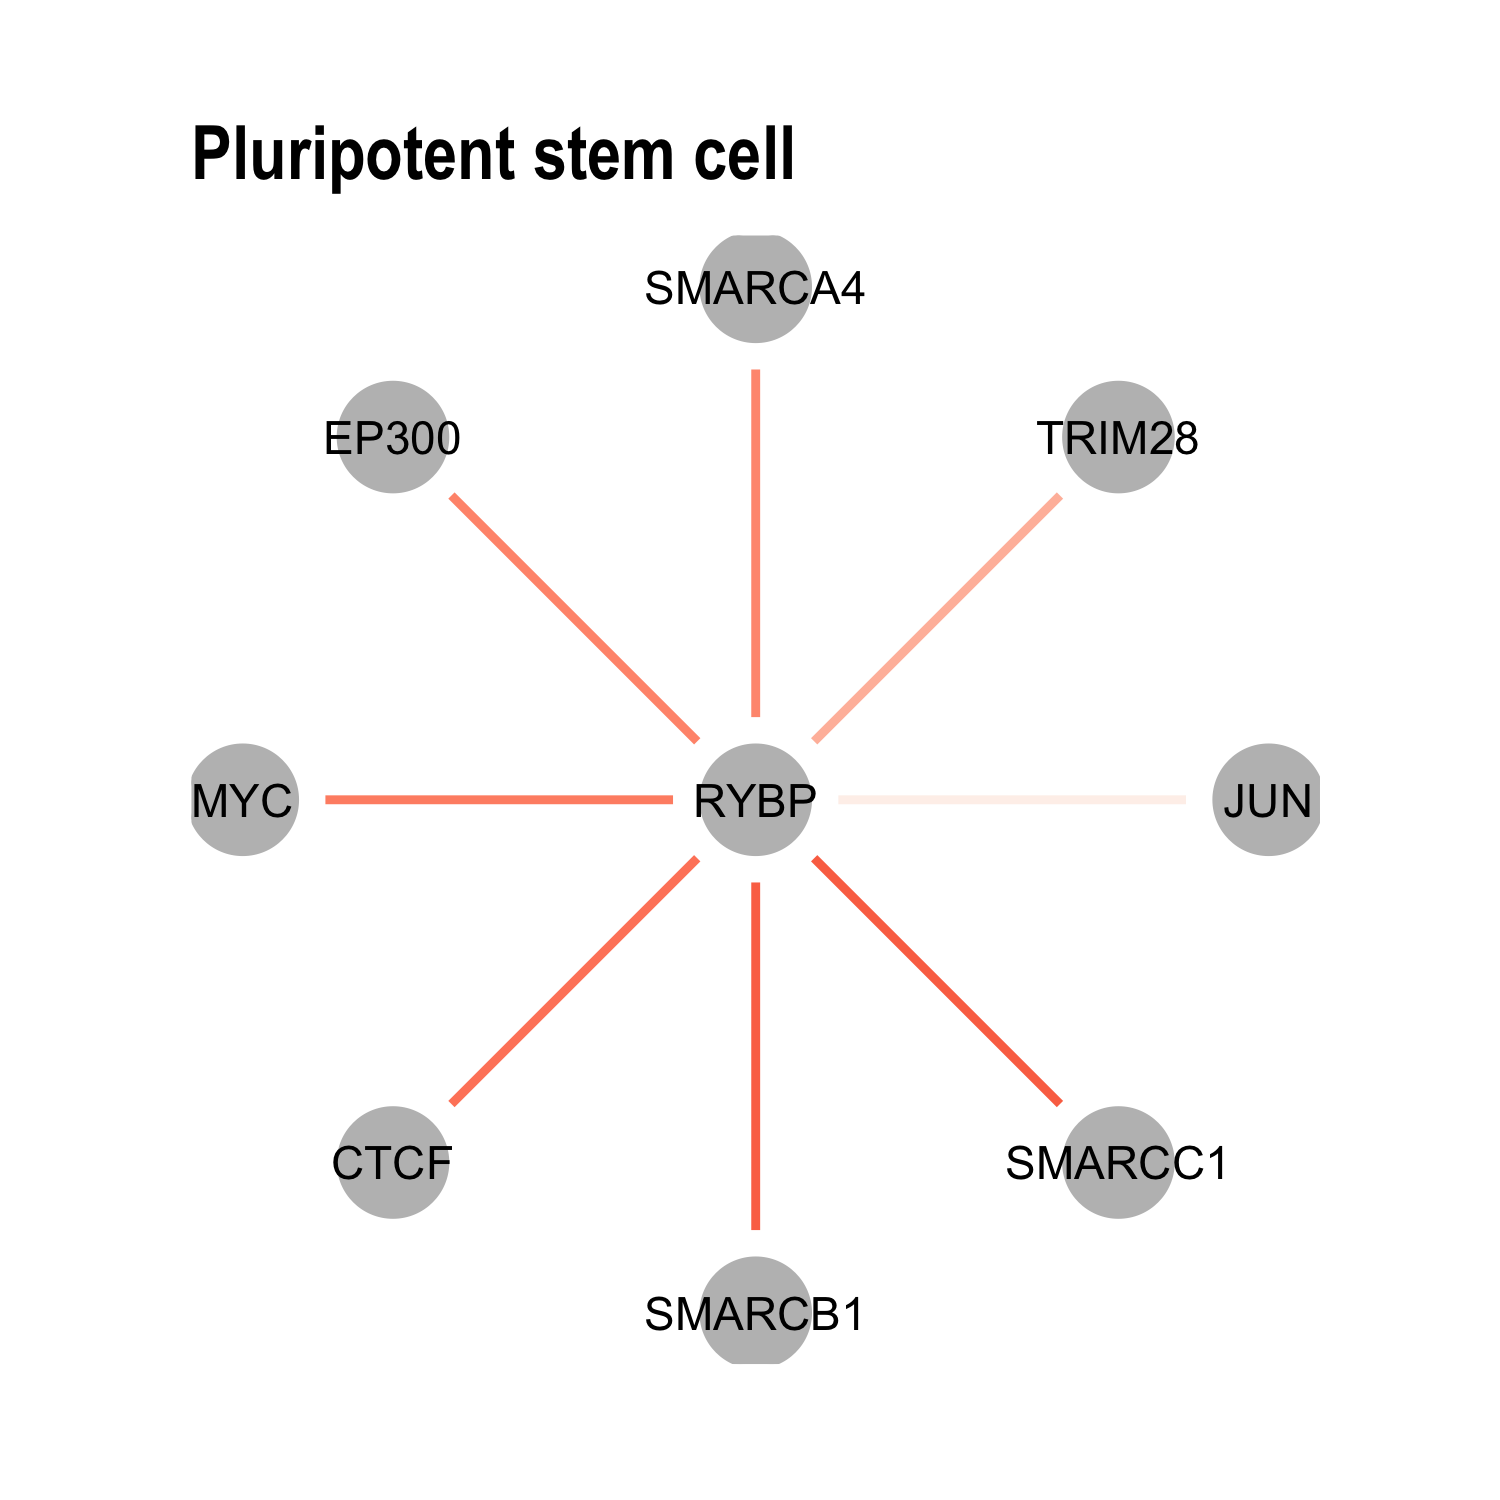 Pluripotent stem cell
SMARCA4
EP300
TRIM28
MYC
RYBP
JUN
CTCF
SMARCC1
SMARCB1